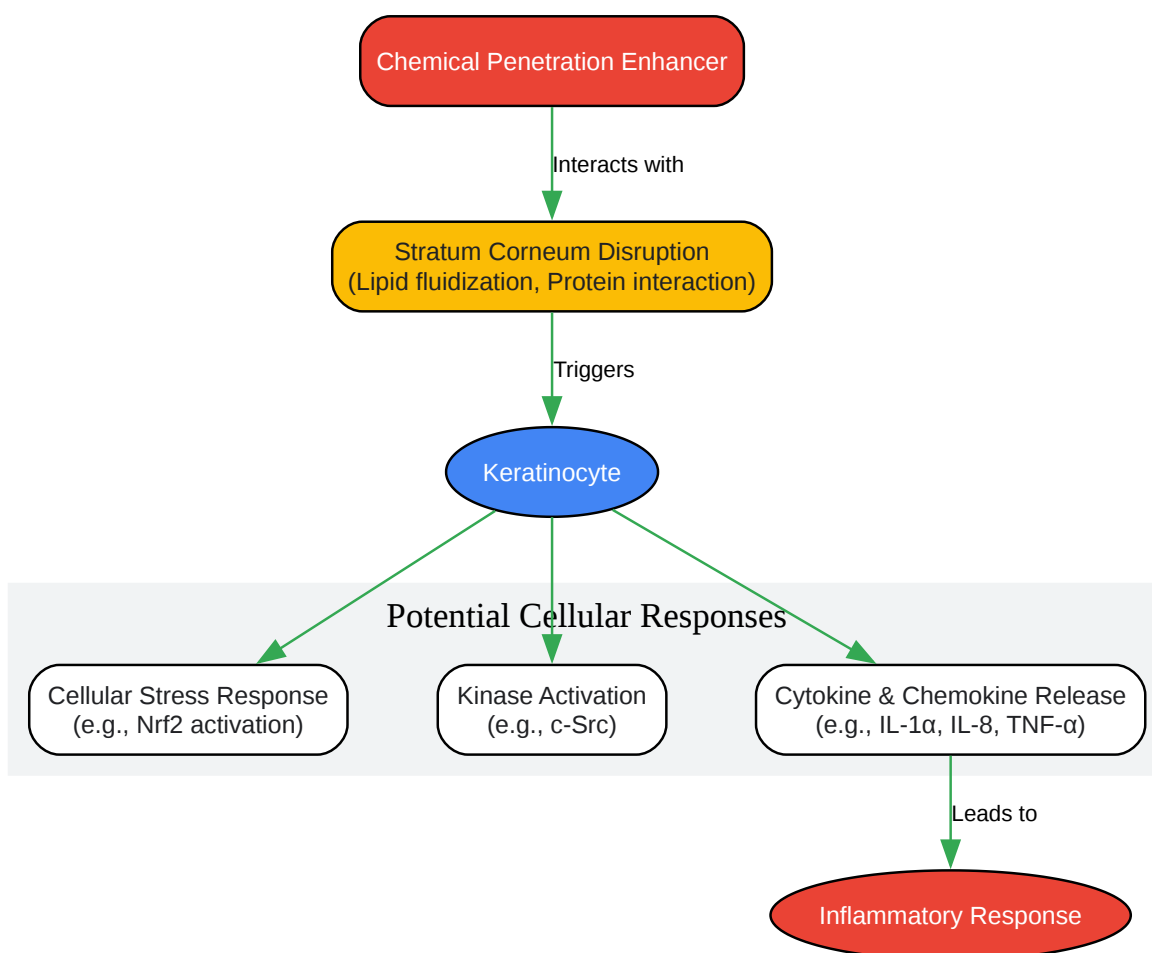 Chemical Penetration Enhancer
Interacts with
Stratum Corneum Disruption
(Lipid fluidization, Protein interaction)
Triggers
Keratinocyte
Potential Cellular Responses
Cellular Stress Response
(e.g., Nrf2 activation)
Kinase Activation
(e.g., c-Src)
Cytokine & Chemokine Release
(e.g., IL-1α, IL-8, TNF-α)
Leads to
Inflammatory Response